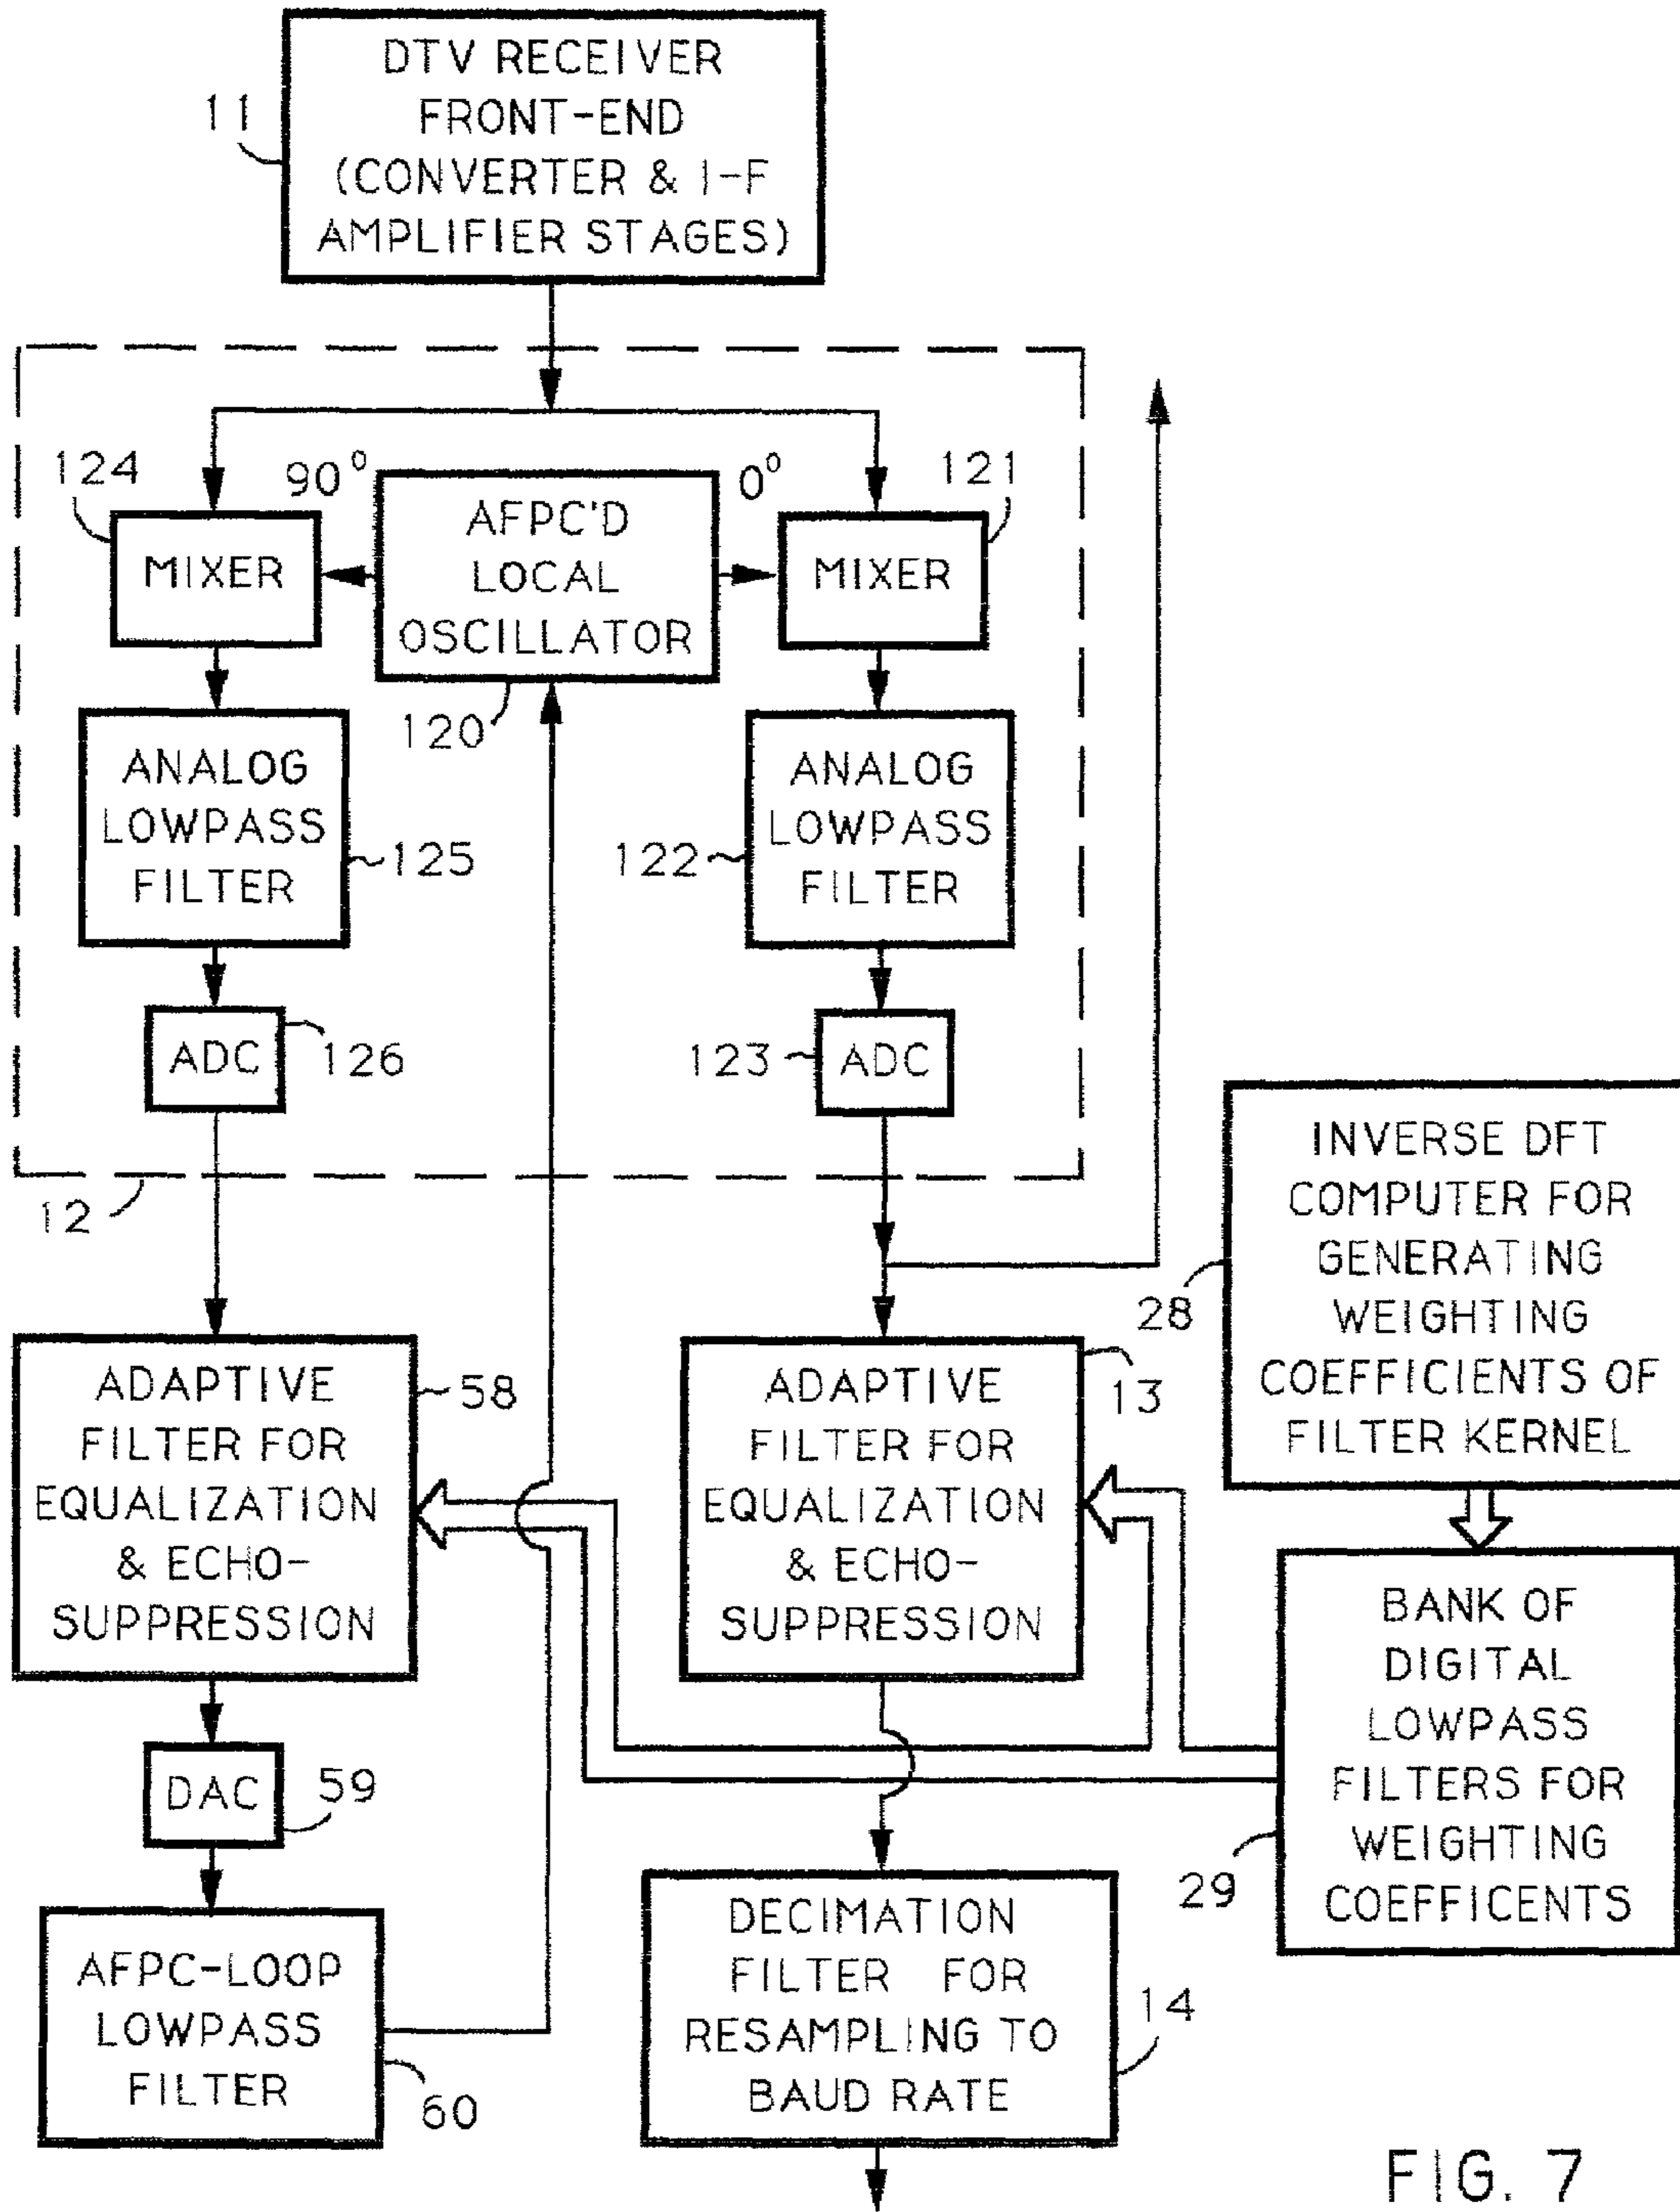 DTV RECEIVER
FRONT-END
(CONVERTER & I-F
AMPLIFIER STAGES)
11
124
90°
AFPC'D
LOCAL
OSCILLATOR
0°
121
MIXER
MIXER
120
ANALOG
LOWPASS
FILTER
125
122
ANALOG
LOWPASS
FILTER
ADC
126
123
ADC
12
INVERSE DFT
COMPUTER FOR
GENERATING
WEIGHTING
COEFFICIENTS OF
FILTER KERNEL
28
ADAPTIVE
FILTER FOR
EQUALIZATION
& ECHO-
SUPPRESSION
58
ADAPTIVE
FILTER FOR
EQUALIZATION
& ECHO-
SUPPRESSION
13
BANK OF
DIGITAL
LOWPASS
FILTERS FOR
WEIGHTING
COEFFICENTS
29
DAC
59
AFPC-LOOP
LOWPASS
FILTER
60
DECIMATION
FILTER FOR
RESAMPLING TO
BAUD RATE
14
FIG. 7